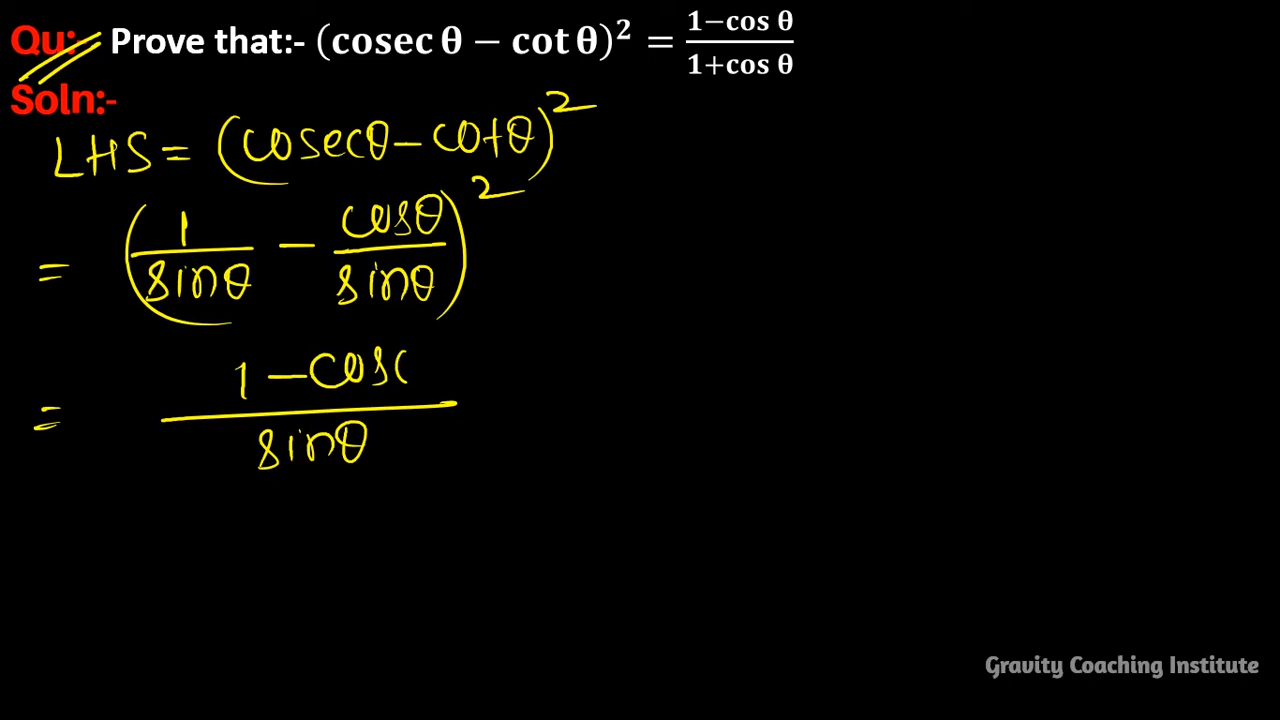 Qu:- Prove that:- (cosec θ − cot θ)² = 1−cos θ / 1+cos θ
Soln:-
LHS = (cosecθ − cotθ)²
= (1/sinθ − cosθ/sinθ)²
= 1 − cos( / sinθ
Gravity Coaching Institute